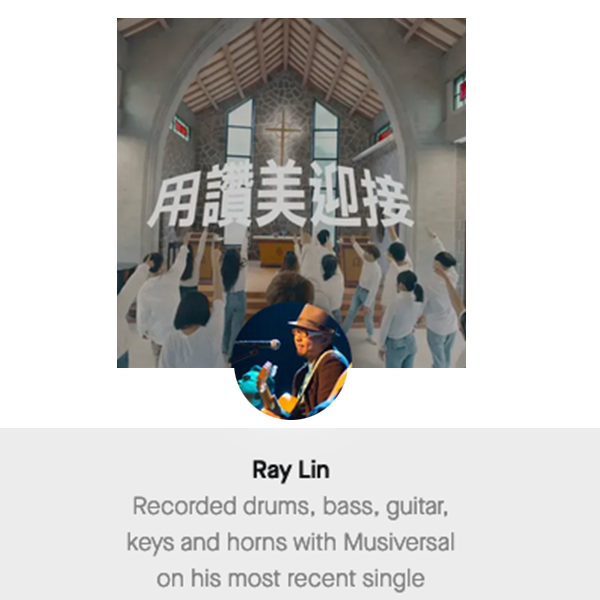 用讚美迎接
Ray Lin
Recorded drums, bass, guitar,
keys and horns with Musiversal
on his most recent single